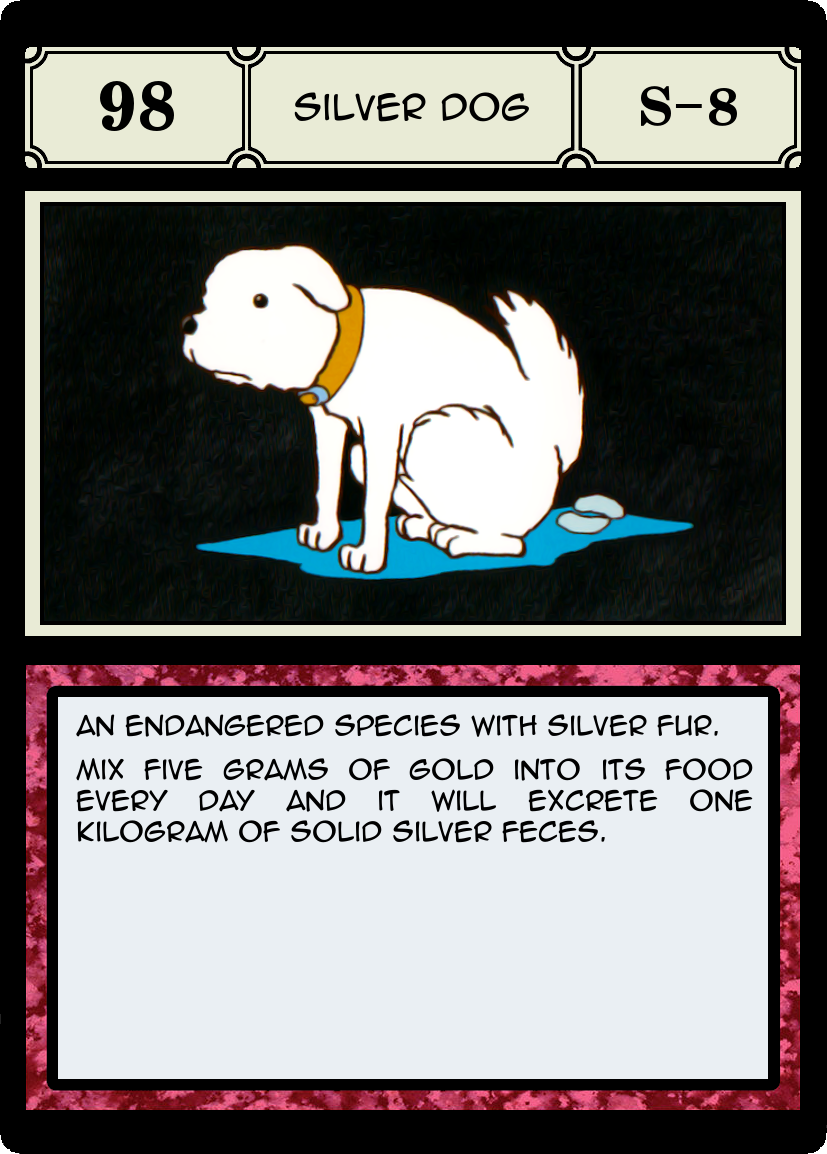 98
SILVER DOG
S-8
AN ENDANGERED SPECIES WITH SILVER FUR.
MIX FIVE GRAMS OF GOLD INTO ITS FOOD
EVERY DAY AND IT WILL EXCRETE ONE
KILOGRAM OF SOLID SILVER FECES.